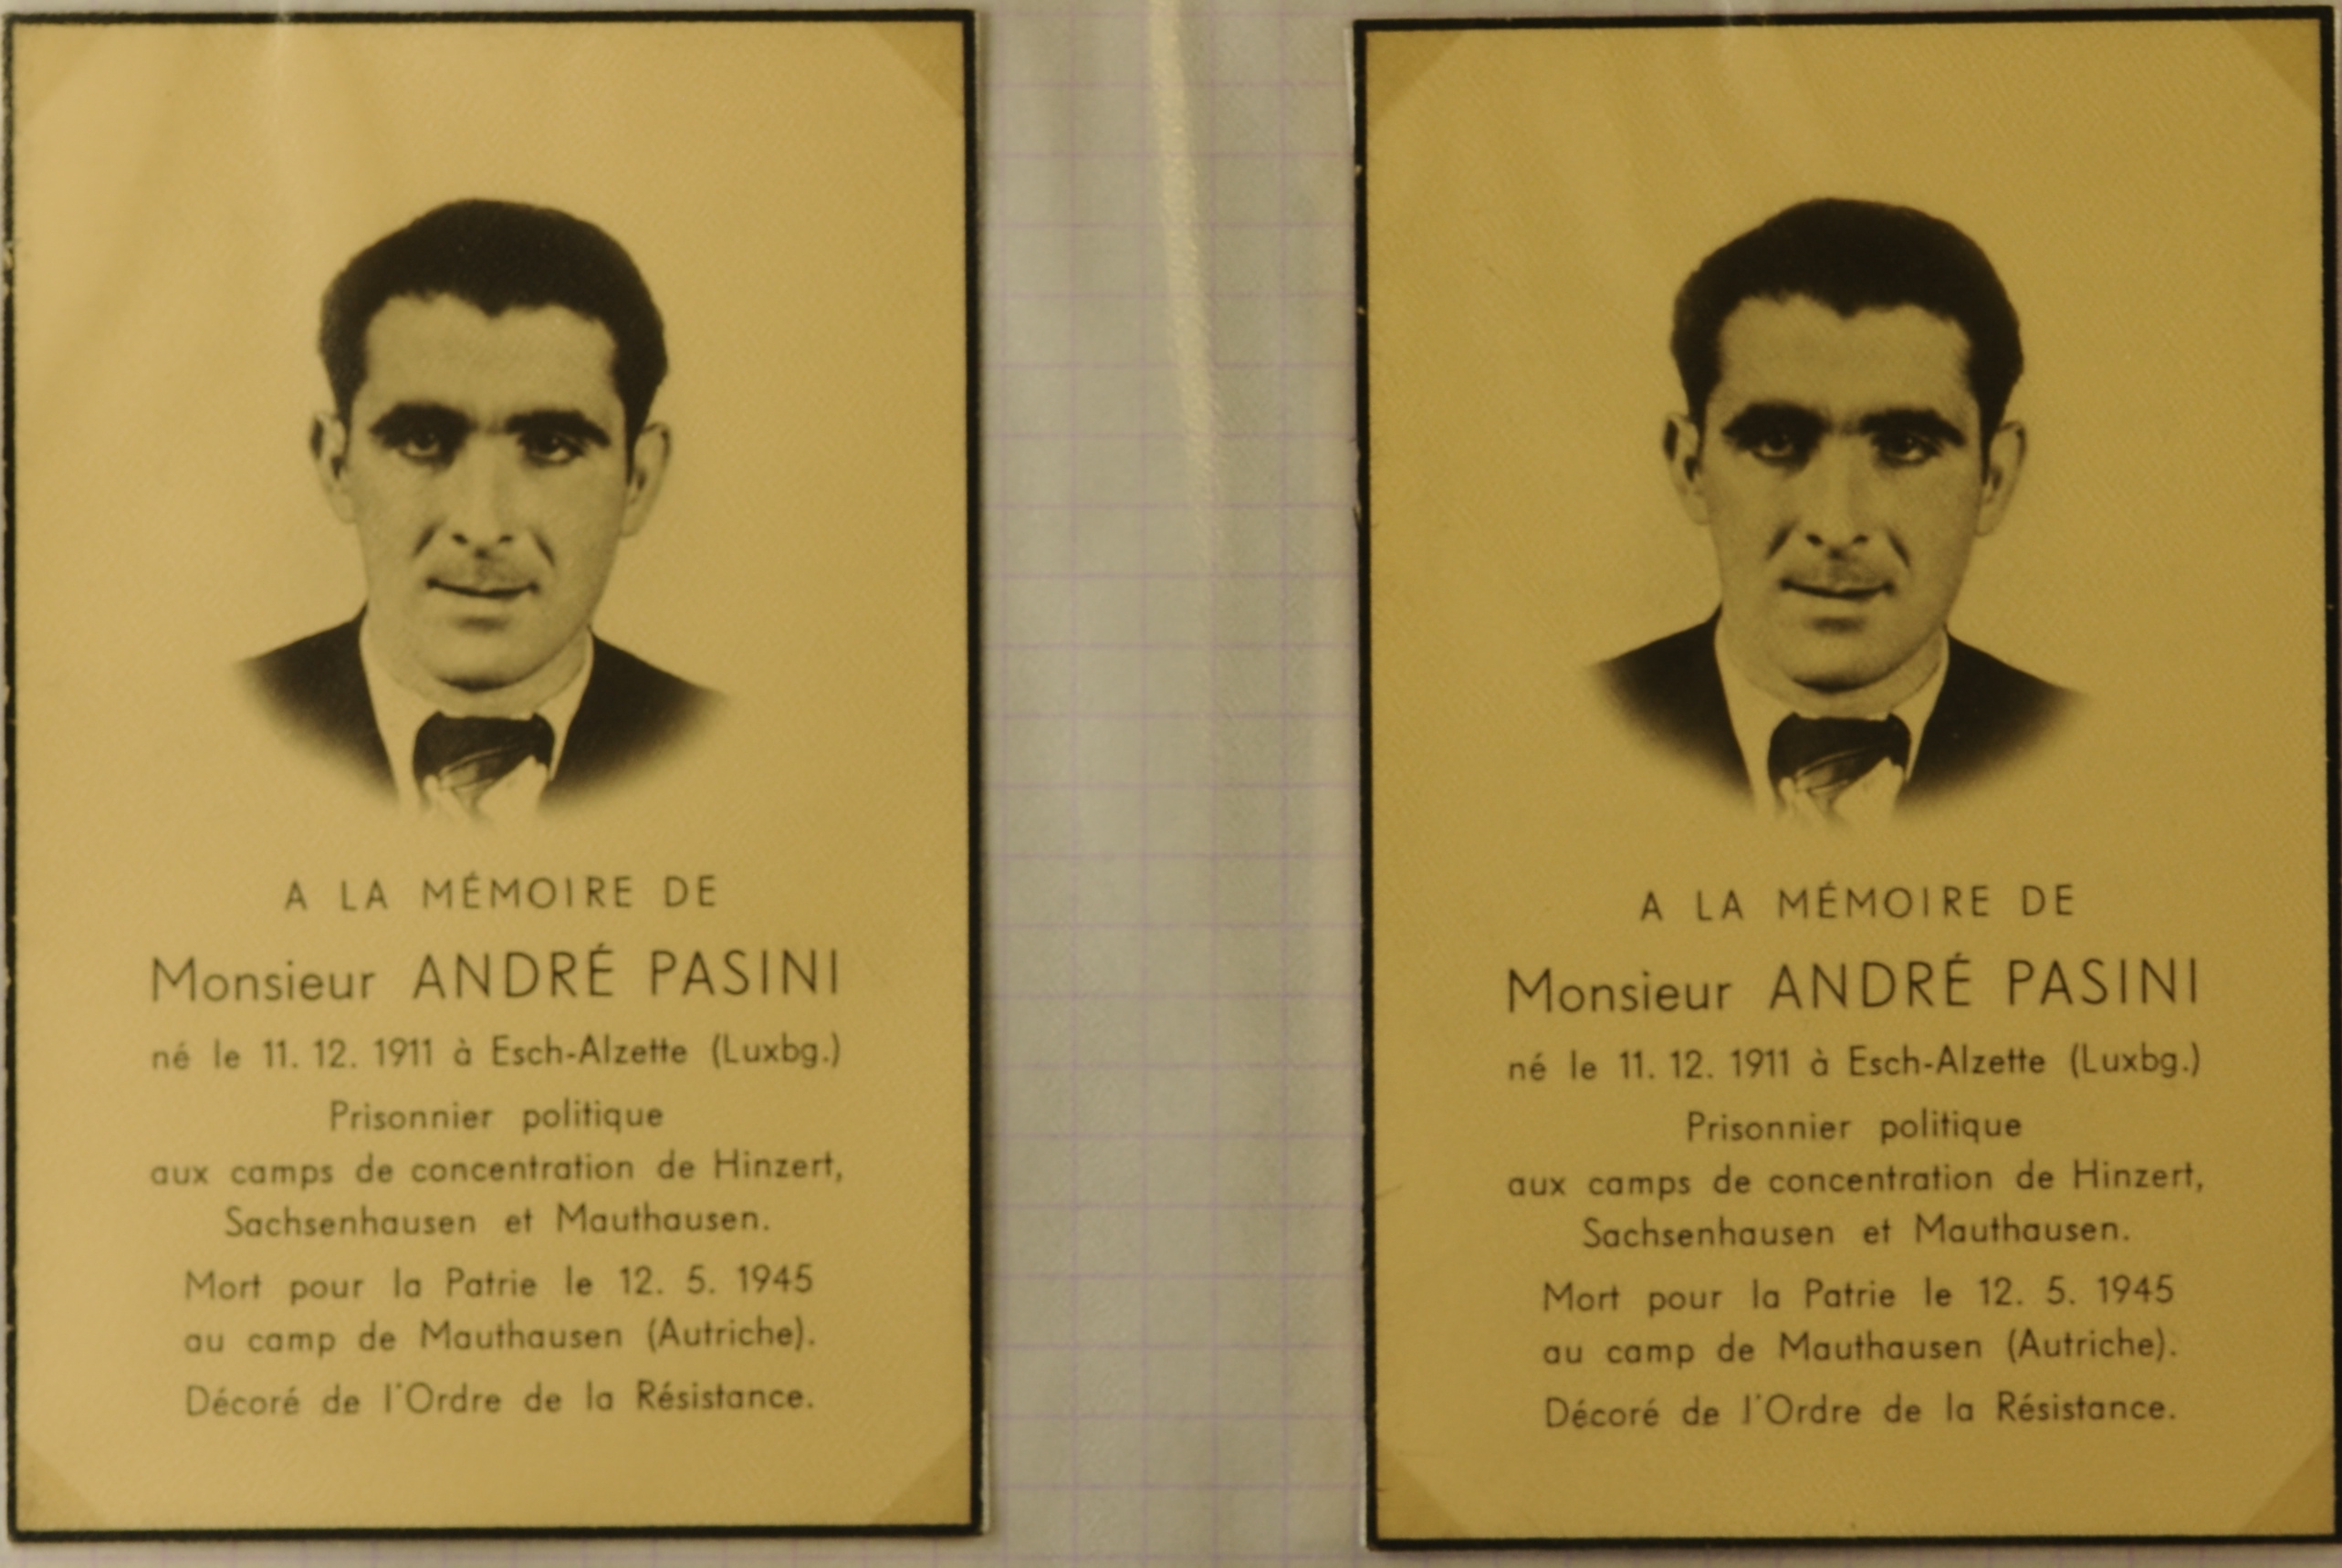 A LA MÉMOIRE DE
Monsieur ANDRÉ PASINI
né le 11. 12. 1911 à Esch-Alzette (Luxbg.)
Prisonnier politique
aux camps de concentration de Hinzert,
Sachsenhausen et Mauthausen.
Mort pour la Patrie le 12. 5. 1945
au camp de Mauthausen (Autriche).
Décoré de l'Ordre de la Résistance.
A LA MÉMOIRE DE
Monsieur ANDRÉ PASINI
né le 11. 12. 1911 à Esch-Alzette (Luxbg.)
Prisonnier politique
aux camps de concentration de Hinzert,
Sachsenhausen et Mauthausen.
Mort pour la Patrie le 12. 5. 1945
au camp de Mauthausen (Autriche).
Décoré de l'Ordre de la Résistance.